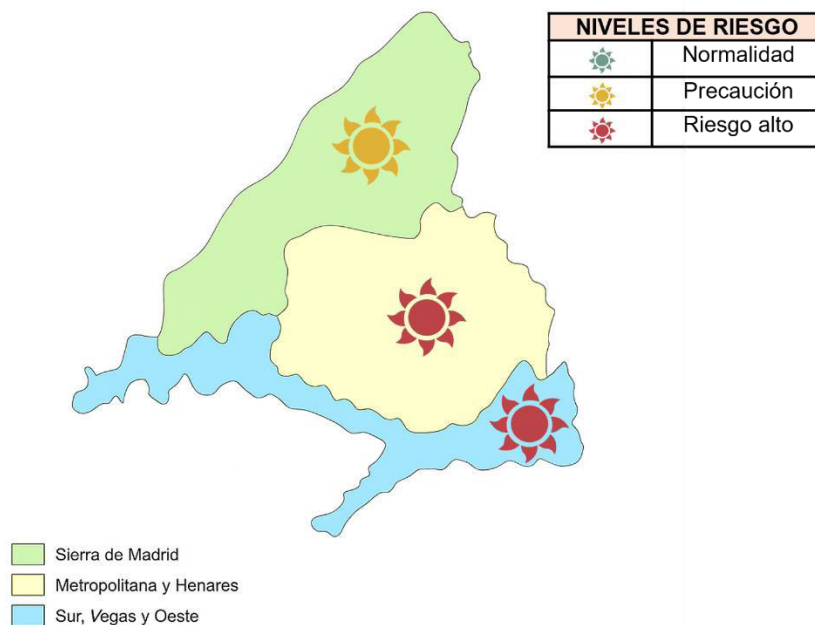 NIVELES DE RIESGO
Normalidad
Precaución
Riesgo alto
Sierra de Madrid
Metropolitana y Henares
Sur, Vegas y Oeste